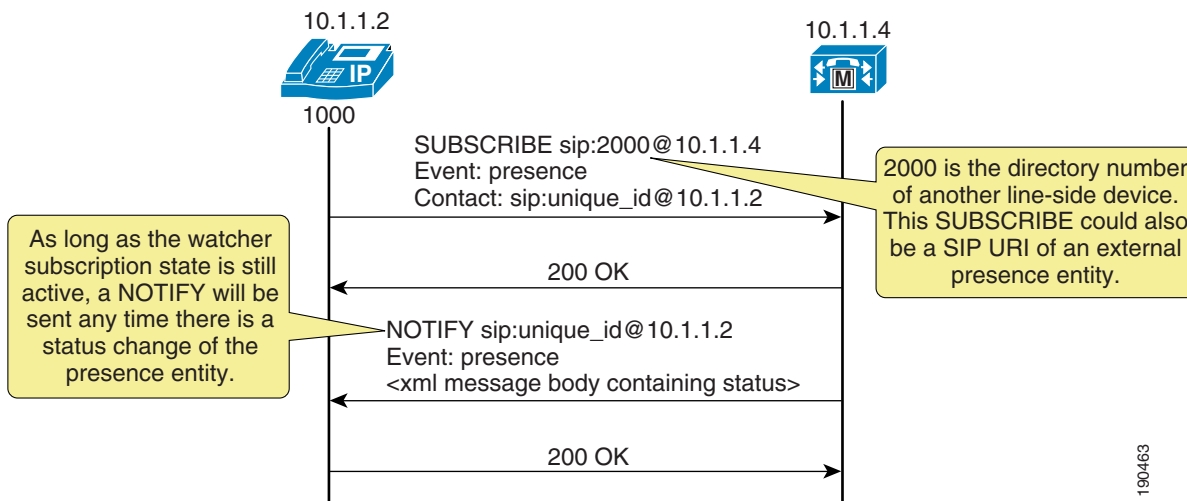 10.1.1.2
10.1.1.4
IP
M
1000
SUBSCRIBE sip:2000@10.1.1.4
Event: presence
Contact: sip:unique_id@10.1.1.2
2000 is the directory number
of another line-side device.
This SUBSCRIBE could also
be a SIP URI of an external
presence entity.
As long as the watcher
subscription state is still
active, a NOTIFY will be
sent any time there is a
status change of the
presence entity.
200 OK
NOTIFY sip:unique_id@10.1.1.2
Event: presence
<xml message body containing status>
200 OK
190463